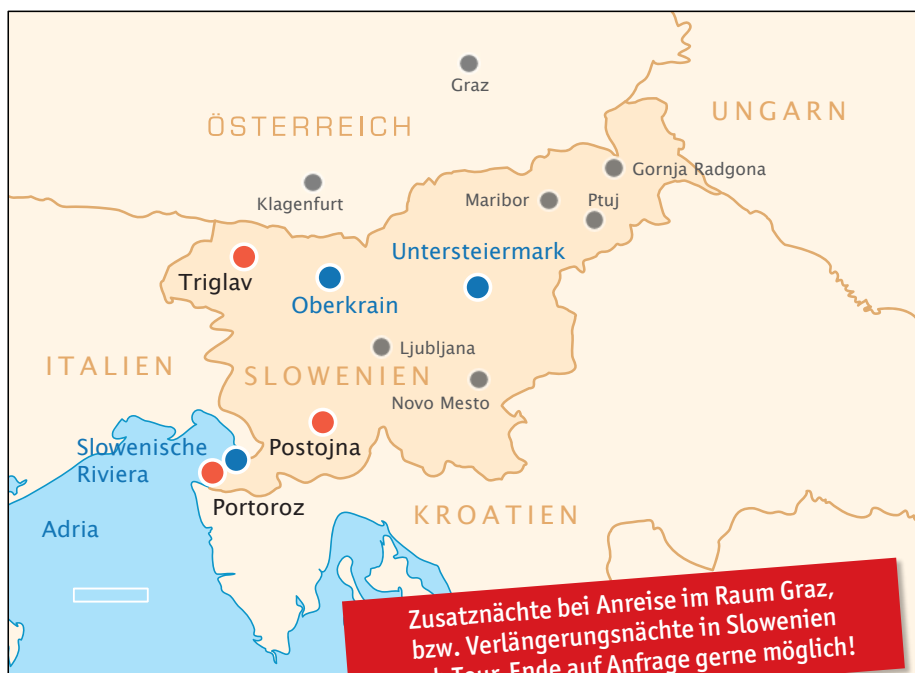 Graz
UNGARN
ÖSTERREICH
Gornja Radgona
Klagenfurt
Maribor
Ptuj
Untersteiermark
Triglav
Oberkrain
Ljubljana
ITALIEN
SLOWENIEN
Novo Mesto
Slowenische
Riviera
Postojna
Portoroz
KROATIEN
Adria
Zusatznächte bei Anreise im Raum Graz,
bzw. Verlängerungsnächte in Slowenien
Tour-Ende auf Anfrage gerne möglich!